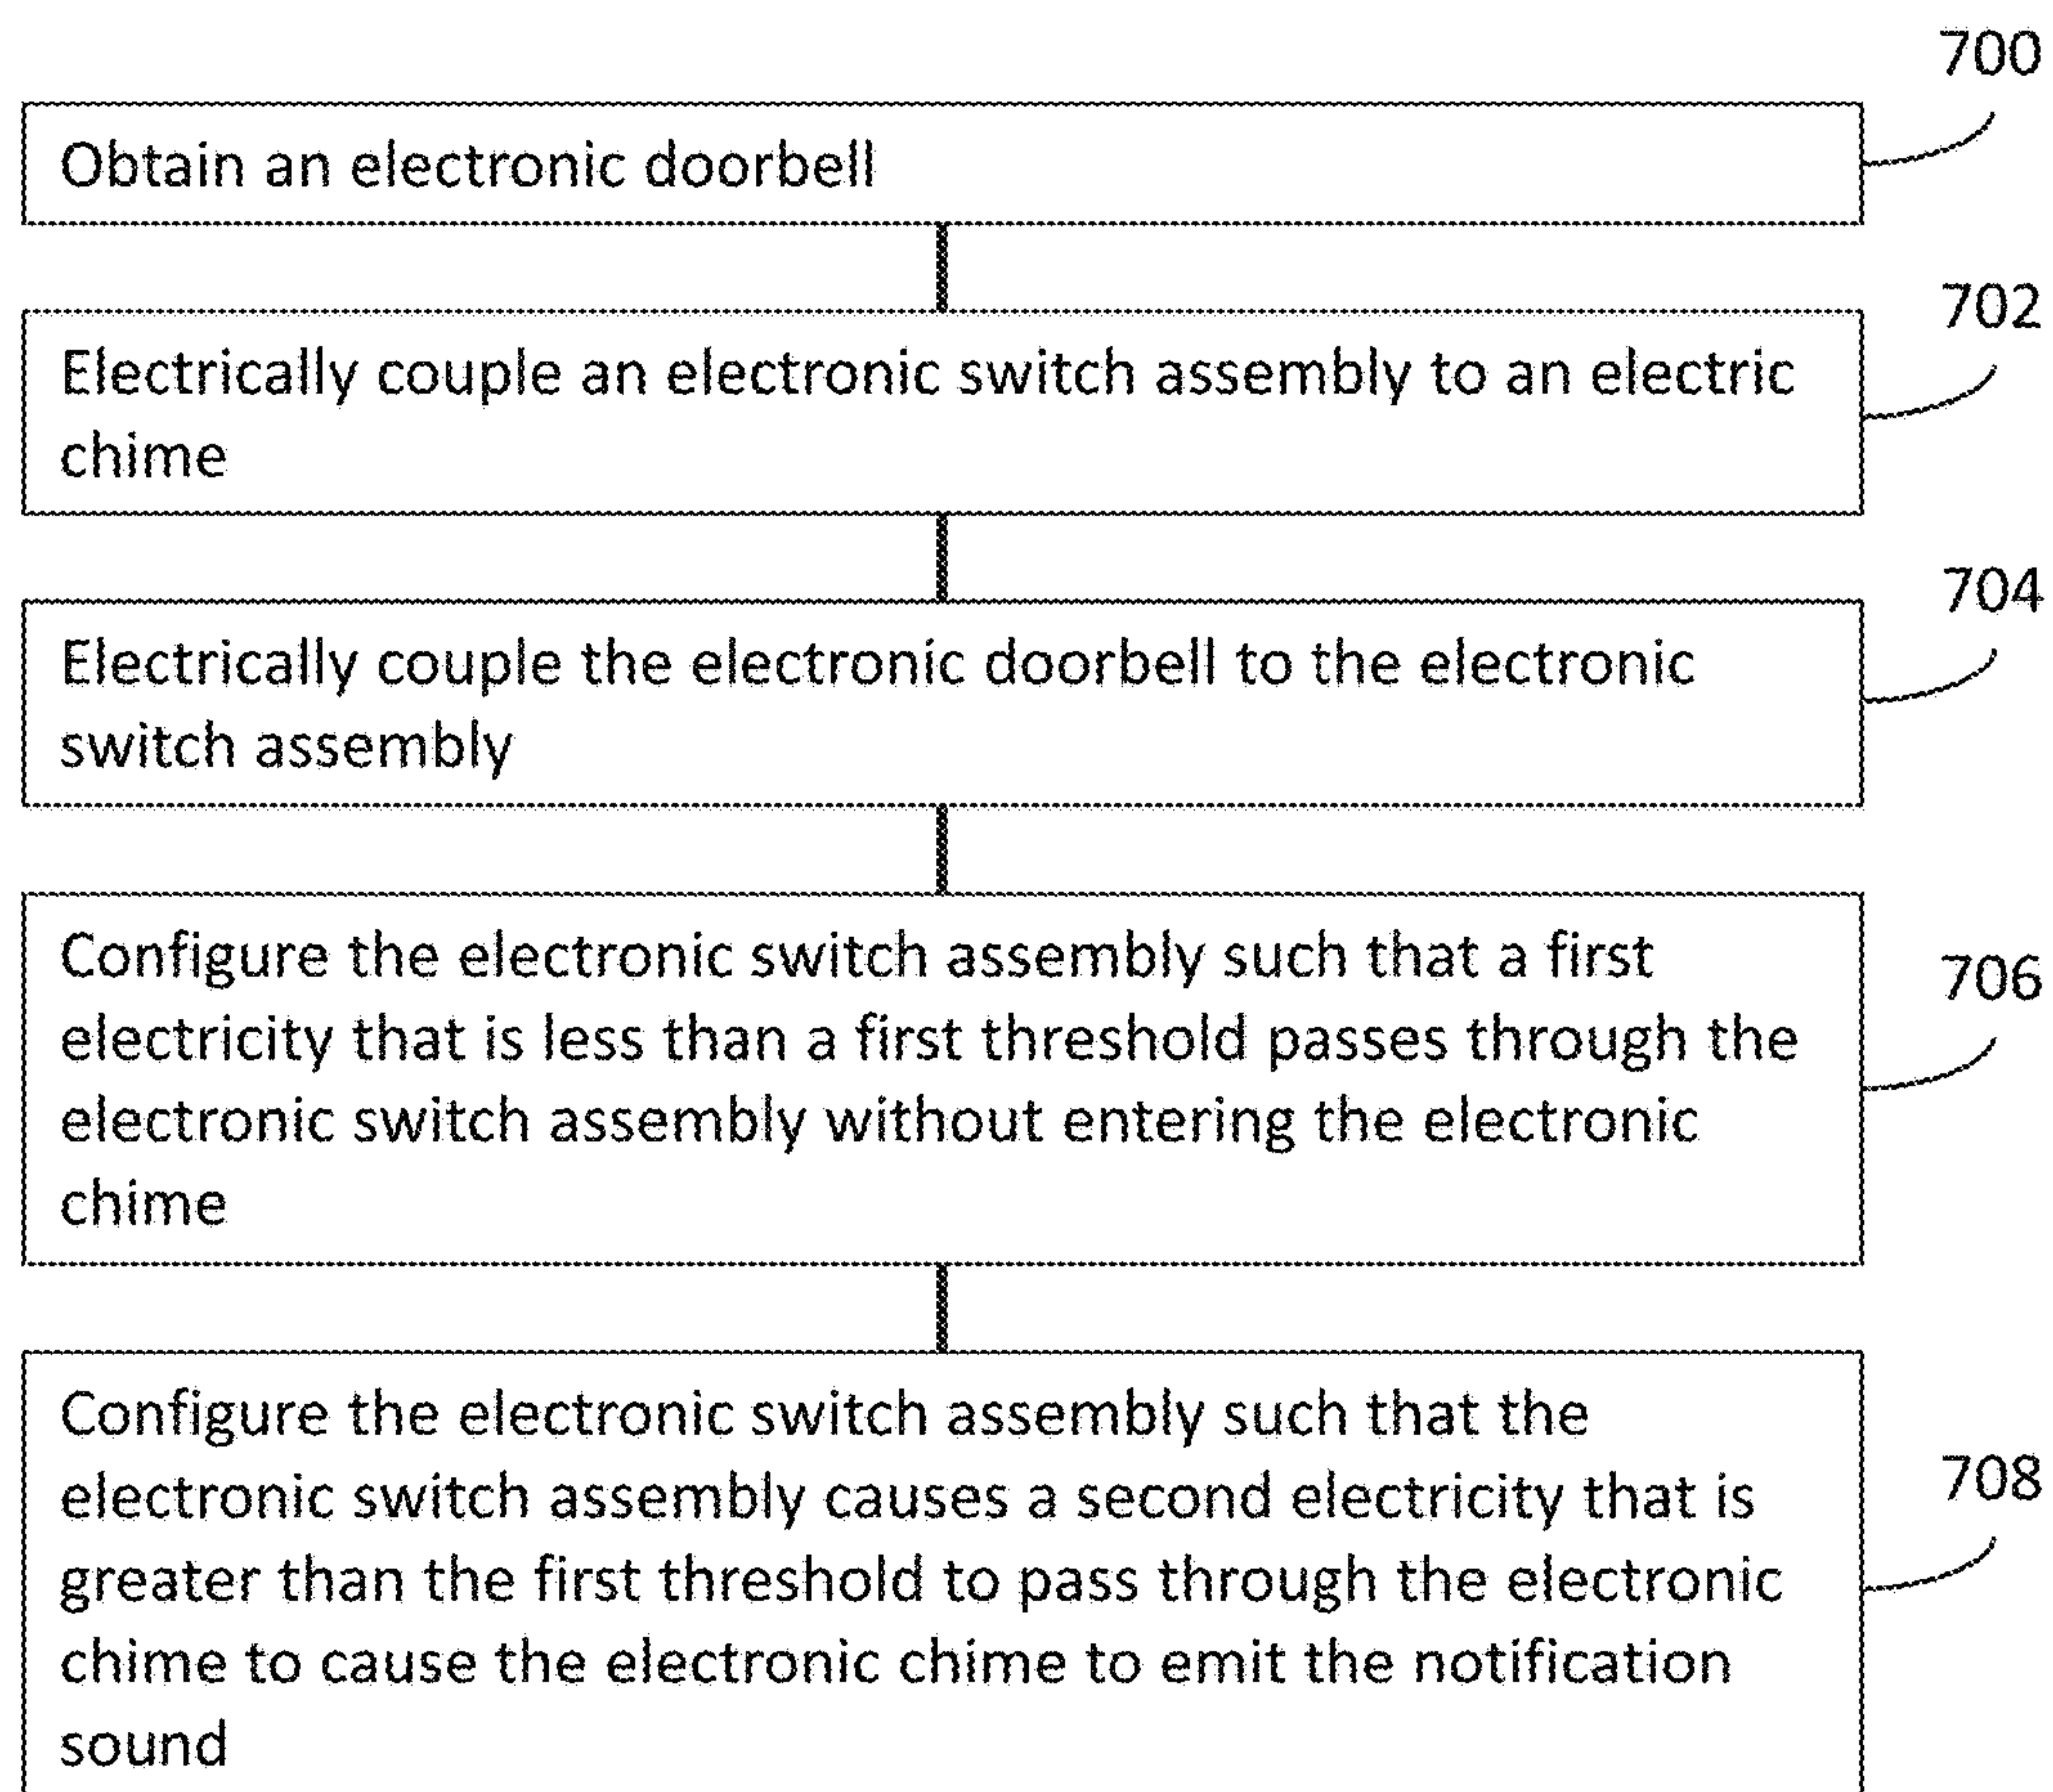 700
Obtain an electronic doorbell
702
Electrically couple an electronic switch assembly to an electric
chime
704
Electrically couple the electronic doorbell to the electronic
switch assembly
Configure the electronic switch assembly such that a first
706
electricity that is less than a first threshold passes through the
electronic switch assembly without entering the electronic
chime
Configure the electronic switch assembly such that the
708
electronic switch assembly causes a second electricity that is
greater than the first threshold to pass through the electronic
chime to cause the electronic chime to emit the notification
sound